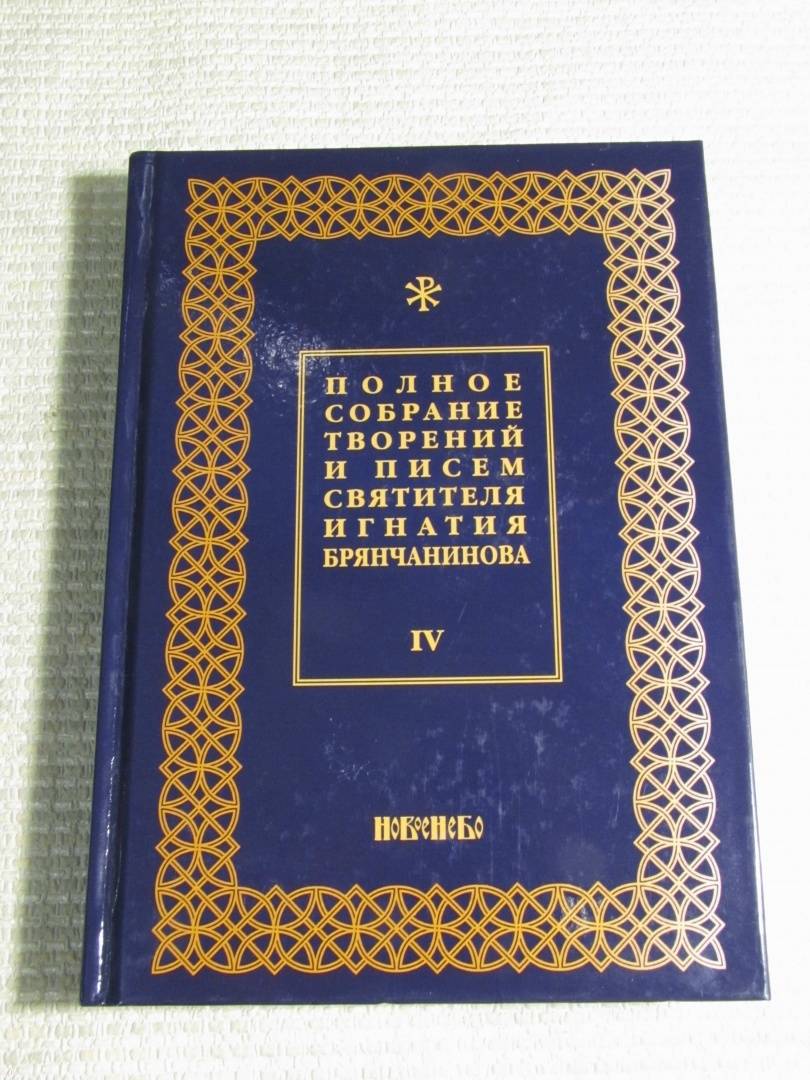 ПОЛНОЕ
СОБРАНИЕ
ТВОРЕНИЙ
И ПИСЕМ
СВЯТИТЕЛЯ
ИГНАТИЯ
БРЯНЧАНИНОВА
IV
НОВОЕ НЕБО